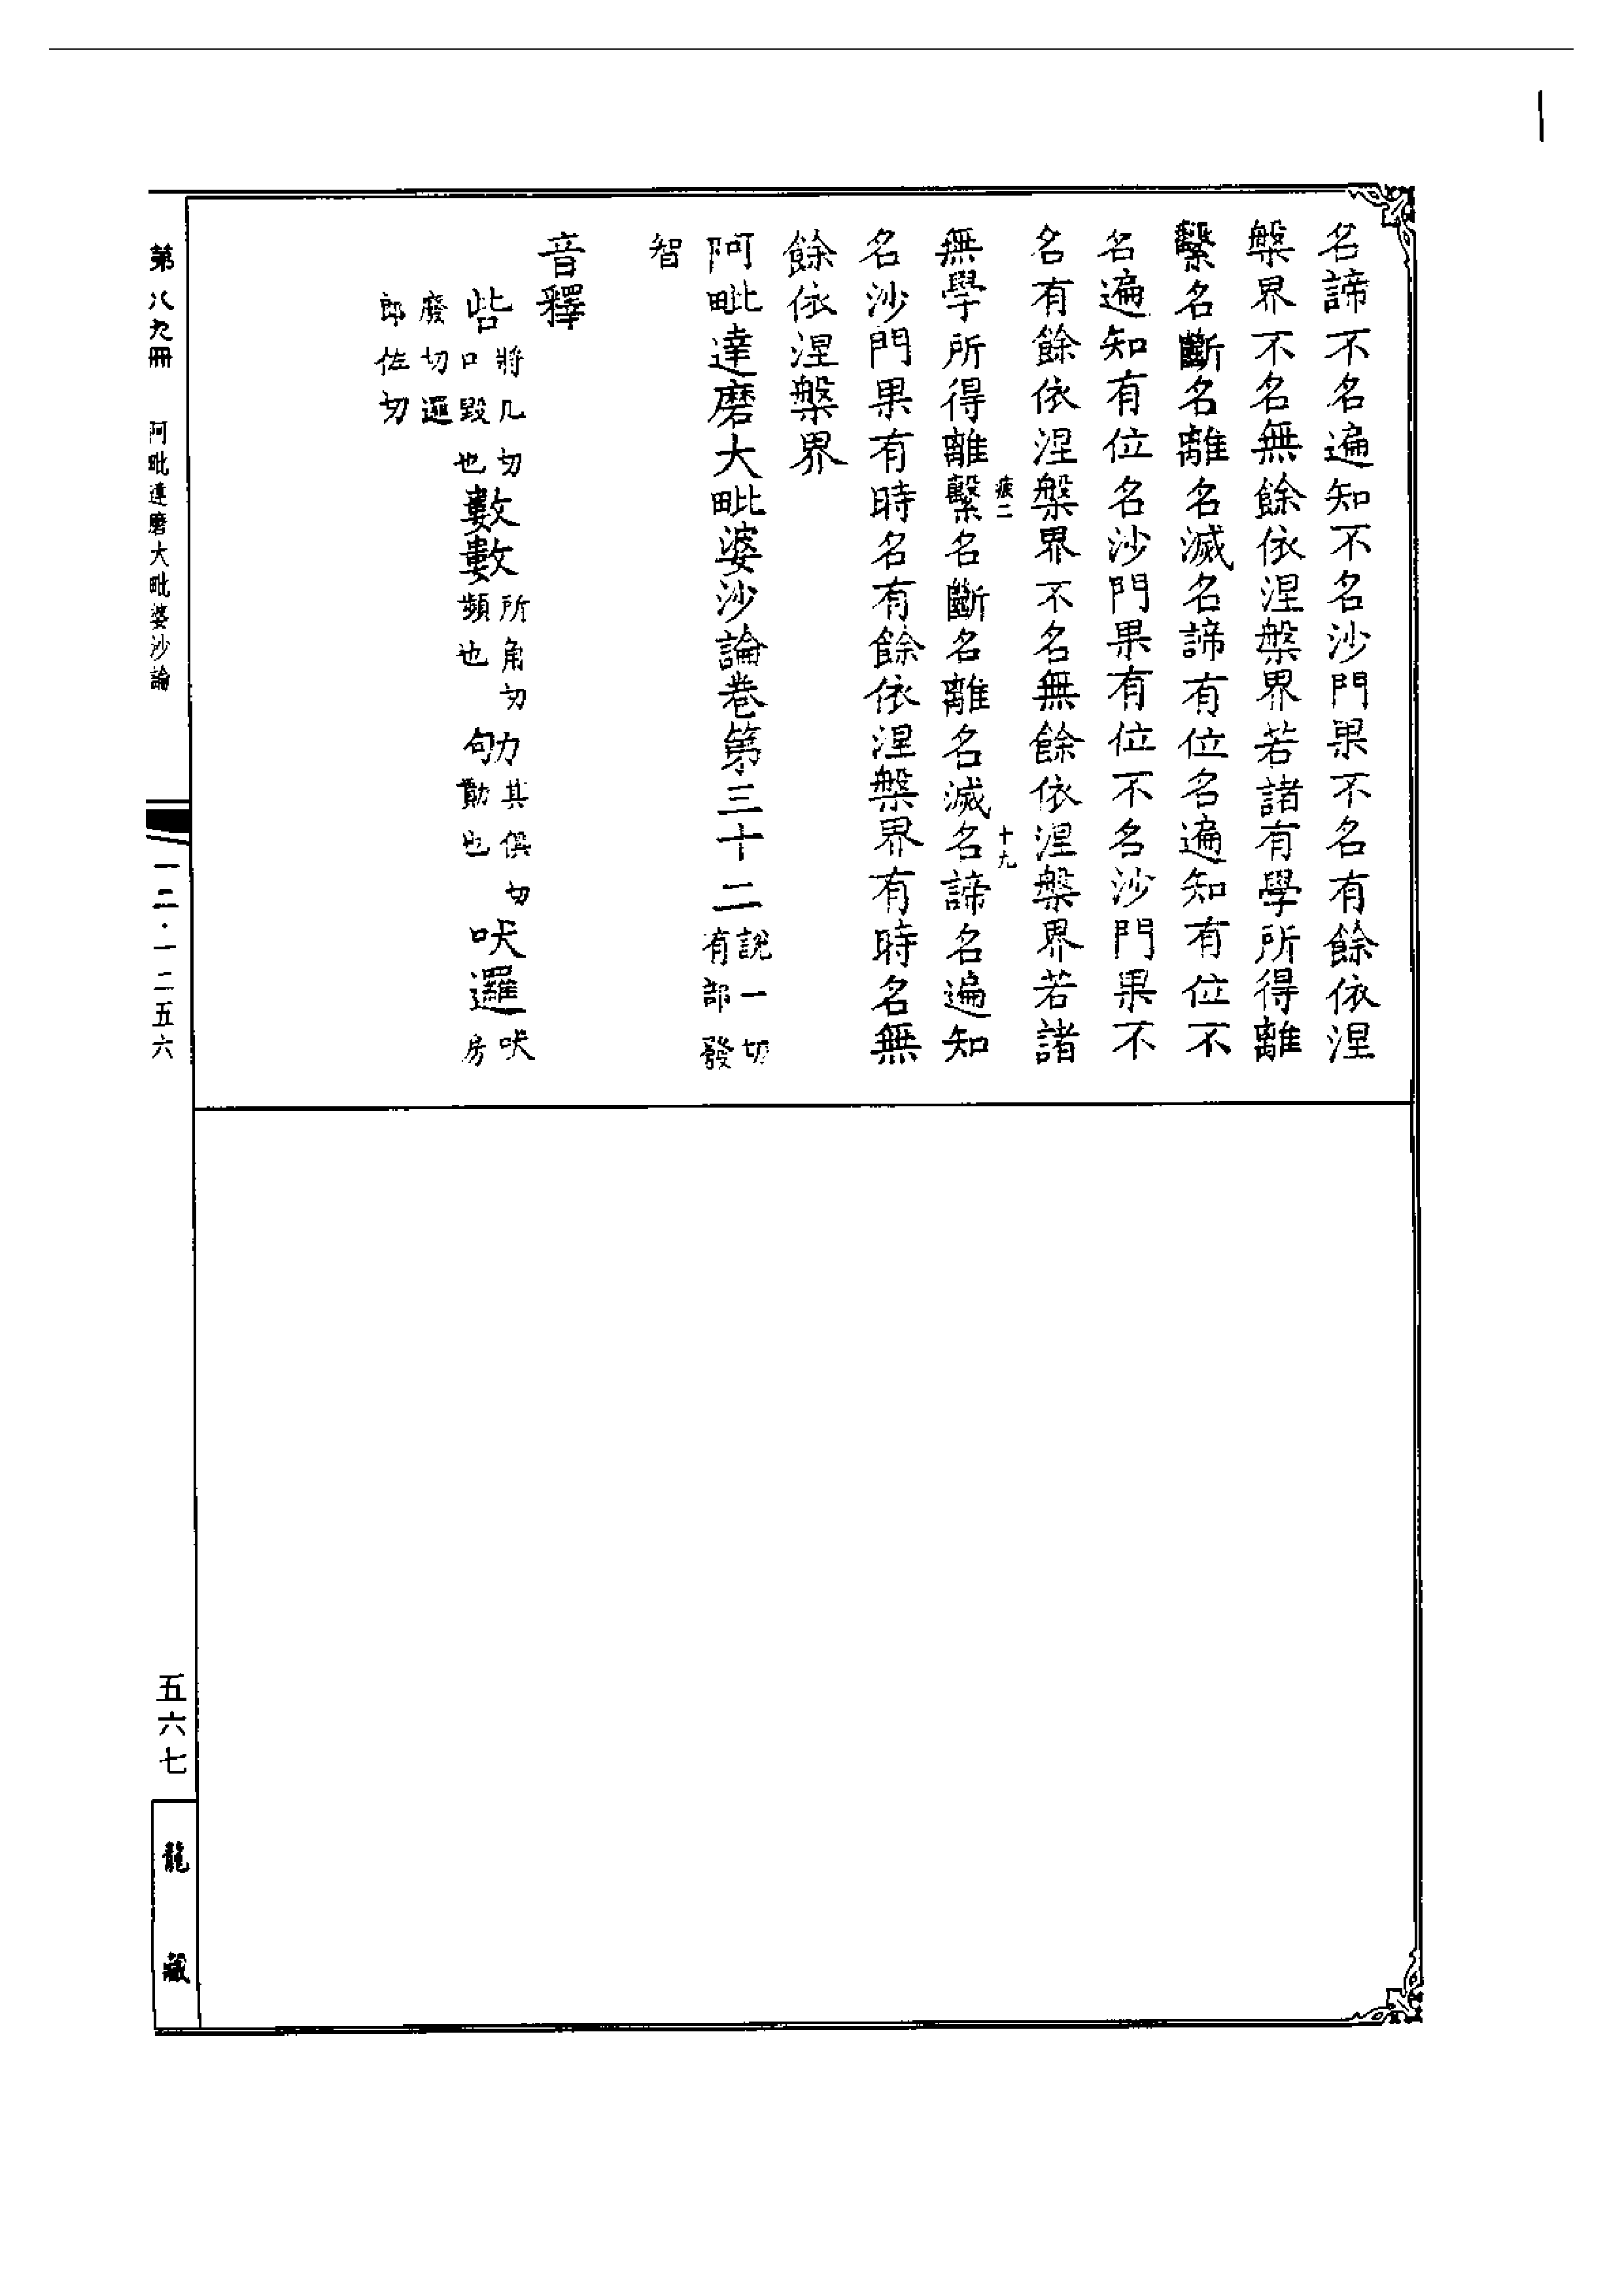 名諦不名遍知不名沙門果不名有餘依涅
槃界不名無餘依涅槃界若諸有學所得離
繫名斷名離名滅名諦有位名遍知有位不
名遍知有位名沙門果有位不名沙門果不
名有餘依涅槃界不名無餘依涅槃界若諸
疲二 十九
無學所得離繫名斷名離名滅名諦名遍知
名沙門果有時名有餘依涅槃界有時名無
餘依涅槃界
阿毗達磨大毗婆沙論卷第三十二 說一切有部發
智
音釋
呰 將几切口毀也 數數 所角切頻也 劬 其俱切勤也 吠邏 吠房
廢切邏郎佐切
第八九冊 阿毗達磨大毗婆沙論 一二·一二五六 五六七 龍藏